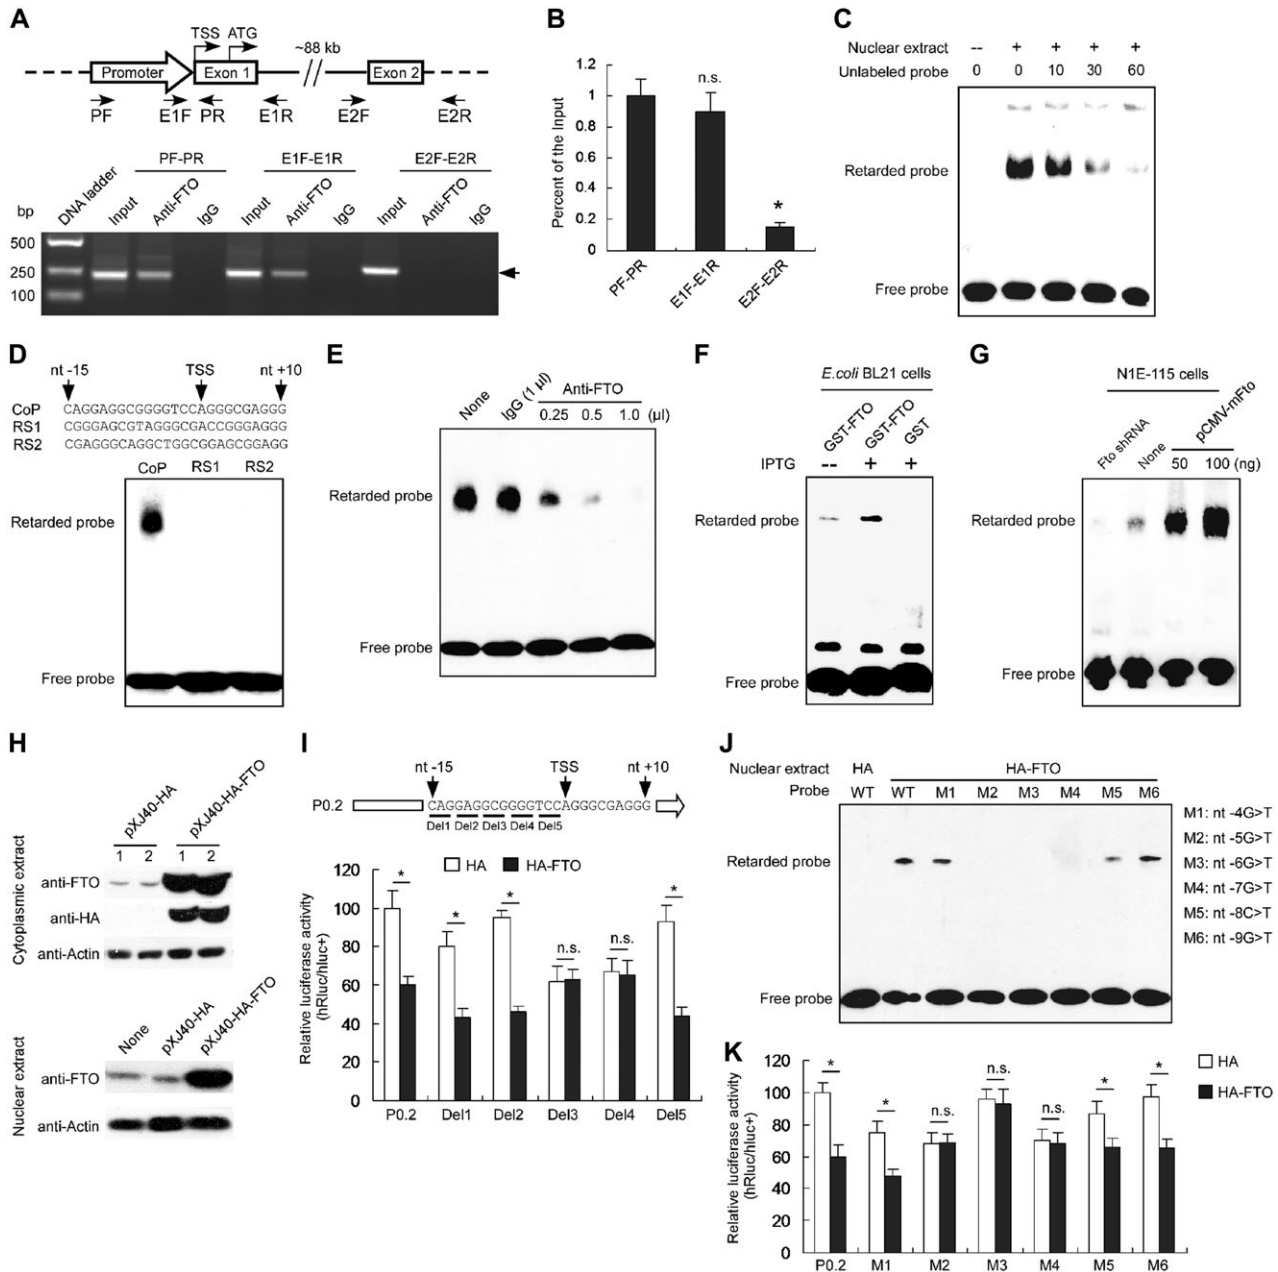 A
TSS ATG
~88 kb
Promoter Exon 1 Exon 2
PF E1F PR E1R E2F E2R
PF-PR E1F-E1R E2F-E2R
bp DNA ladder Input Anti-FTO IgG Input Anti-FTO IgG Input Anti-FTO IgG
500
250
100
B
Percent of the Input
1.2
1
0.8
0.6
0.4
0.2
0
n.s.
*
PF-PR E1F-E1R E2F-E2R
C
Nuclear extract -- + + + +
Unlabeled probe 0 0 10 30 60
Retarded probe
Free probe
D
nt -15 TSS nt +10
CoP CAGGAGGCGGGGTCCAGGGCGAGGG
RS1 CGGGAGCGTAGGGCGACCGGGAGGG
RS2 CGAGGGCAGGCTGGCGGAGCGGAGG
CoP RS1 RS2
Retarded probe
Free probe
E
None IgG (1 µl) Anti-FTO
0.25 0.5 1.0 (µl)
Retarded probe
Free probe
F
E.coli BL21 cells
GST-FTO GST-FTO GST
IPTG -- + +
Retarded probe
Free probe
G
N1E-115 cells
Fto shRNA None pCMV-mFto
50 100 (ng)
Retarded probe
Free probe
H
pXJ40-HA pXJ40-HA-FTO
1 2 1 2
Cytoplasmic extract
anti-FTO
anti-HA
anti-Actin
None pXJ40-HA pXJ40-HA-FTO
Nuclear extract
anti-FTO
anti-Actin
I
nt -15 TSS nt +10
P0.2 CAGGAGGCGGGGTCCAGGGCGAGGG
Del1 Del2 Del3 Del4 Del5
HA HA-FTO
Relative luciferase activity
(hRluc/hluc+)
120
100
80
60
40
20
0
* * * n.s. n.s. *
P0.2 Del1 Del2 Del3 Del4 Del5
J
Nuclear extract HA HA-FTO
Probe WT WT M1 M2 M3 M4 M5 M6
Retarded probe
Free probe
M1: nt -4G>T
M2: nt -5G>T
M3: nt -6G>T
M4: nt -7G>T
M5: nt -8C>T
M6: nt -9G>T
K
HA
HA-FTO
Relative luciferase activity
(hRluc/hluc+)
120
100
80
60
40
20
0
* * n.s. n.s. n.s. * *
P0.2 M1 M2 M3 M4 M5 M6